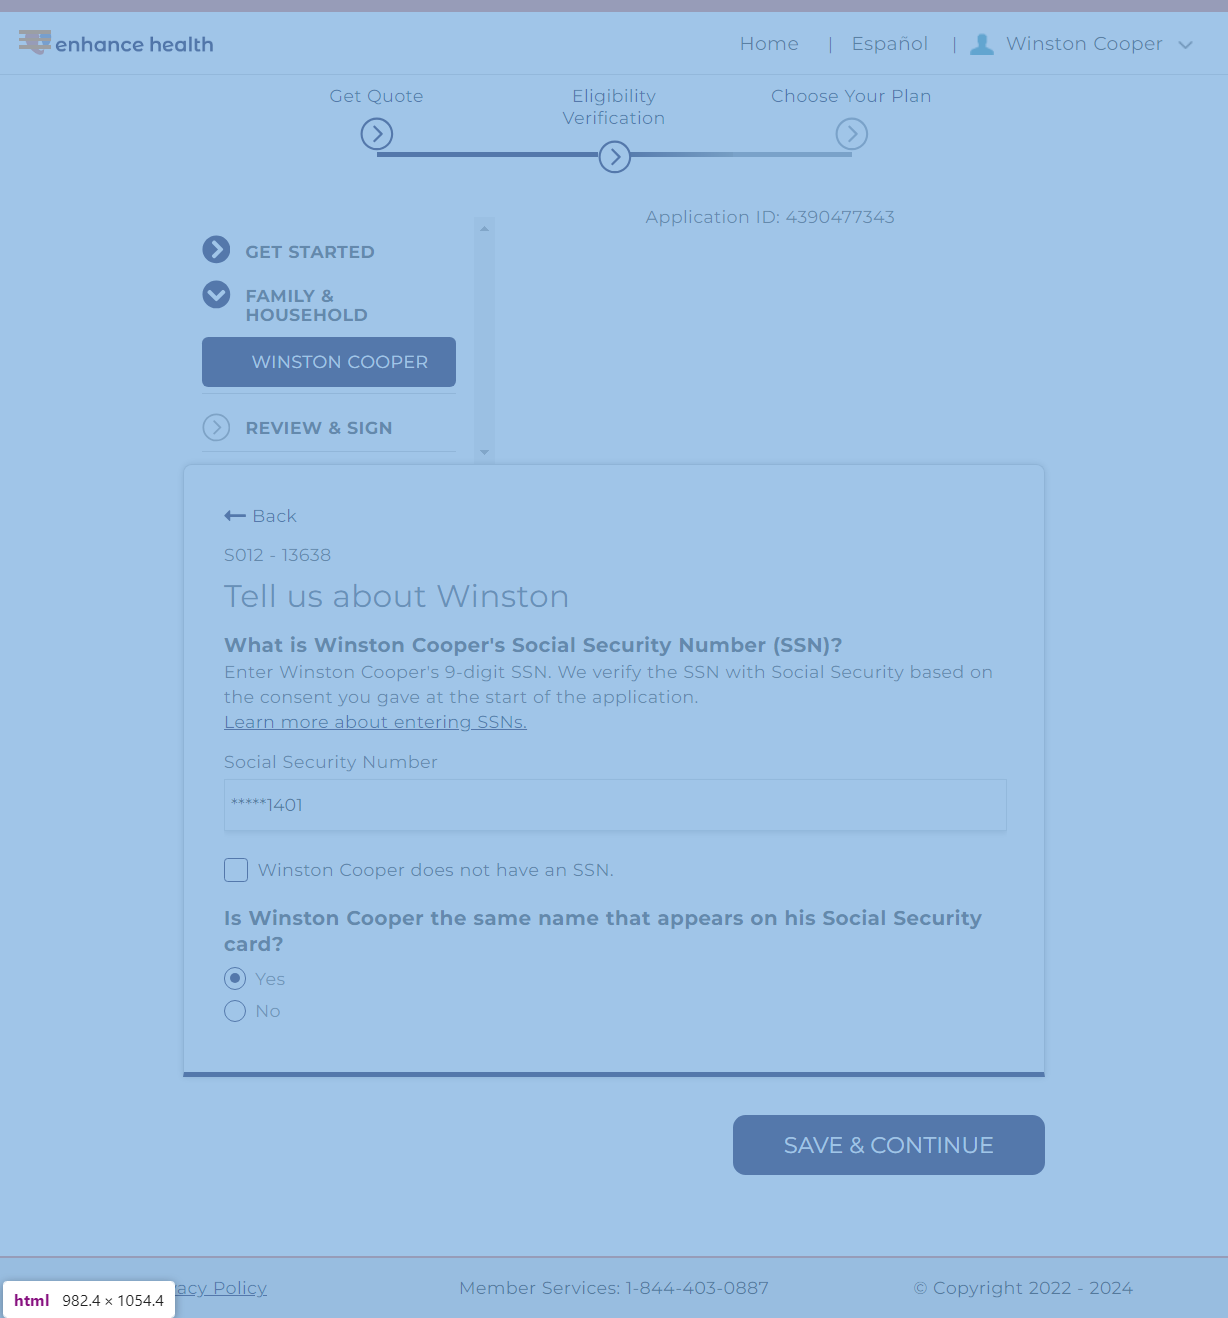 enhance health
Home | Español | Winston Cooper
Get Quote
Eligibility
Verification
Choose Your Plan
Application ID: 4390477343
GET STARTED
FAMILY &
HOUSEHOLD
WINSTON COOPER
REVIEW & SIGN
Back
S012 - 13638
Tell us about Winston
What is Winston Cooper's Social Security Number (SSN)?
Enter Winston Cooper's 9-digit SSN. We verify the SSN with Social Security based on
the consent you gave at the start of the application.
Learn more about entering SSNs.
Social Security Number
*****1401
Winston Cooper does not have an SSN.
Is Winston Cooper the same name that appears on his Social Security
card?
Yes
No
SAVE & CONTINUE
acy Policy
Member Services: 1-844-403-0887
© Copyright 2022 - 2024
html 982.4 × 1054.4